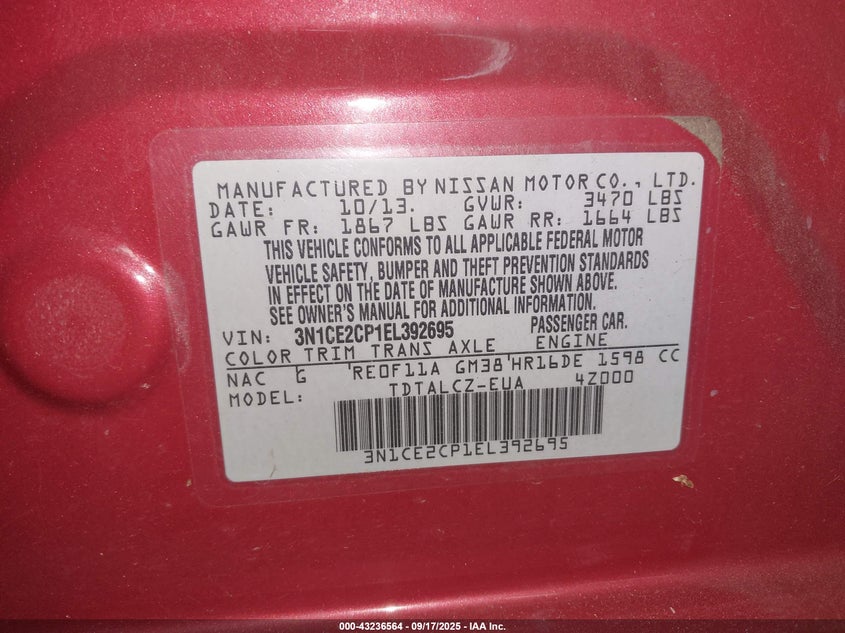 MANUFACTURED BY NISSAN MOTOR CO., LTD.
DATE: 10/13. GVWR: 3470 LBS
GAWR FR: 1867 LBS GAWR RR: 1664 LBS
THIS VEHICLE CONFORMS TO ALL APPLICABLE FEDERAL MOTOR
VEHICLE SAFETY, BUMPER AND THEFT PREVENTION STANDARDS
IN EFFECT ON THE DATE OF MANUFACTURE SHOWN ABOVE.
SEE OWNER'S MANUAL FOR ADDITIONAL INFORMATION.
VIN: 3N1CE2CP1EL392695 PASSENGER CAR.
COLOR TRIM TRANS AXLE ENGINE
NAC G 'RE0F11A GM38'HR16DE 1598 CC
MODEL: TDTALCZ-EUA 4Z000
3N1CE2CP1EL392695
000-43236564 - 09/17/2025 - IAA Inc.